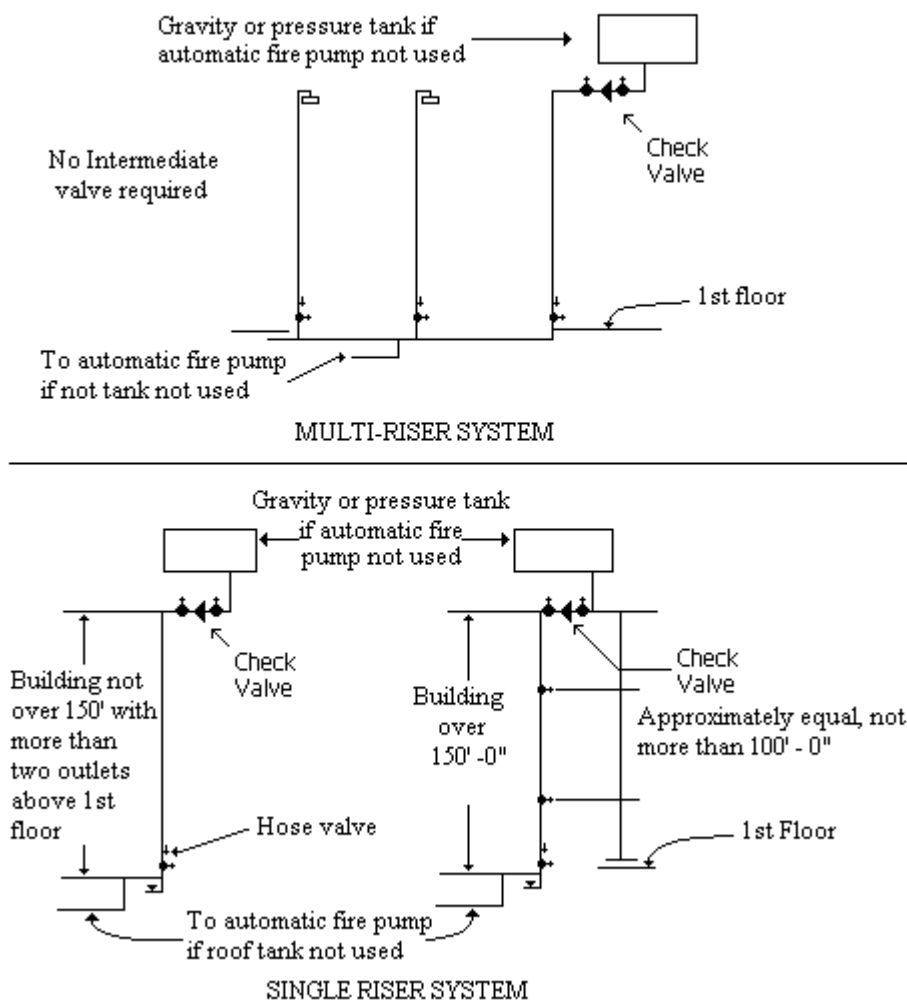 Gravity or pressure tank if
automatic fire pump not used
Check
Valve
No Intermediate
valve required
1st floor
To automatic fire pump
if not tank not used
MULTI-RISER SYSTEM
Gravity or pressure tank
if automatic fire
pump not used
Check
Valve
Check
Valve
Building not
over 150' with
more than
two outlets
above 1st
floor
Building
over
150' -0"
Approximately equal, not
more than 100' - 0"
Hose valve
1st Floor
To automatic fire pump
if roof tank not used
SINGLE RISER SYSTEM